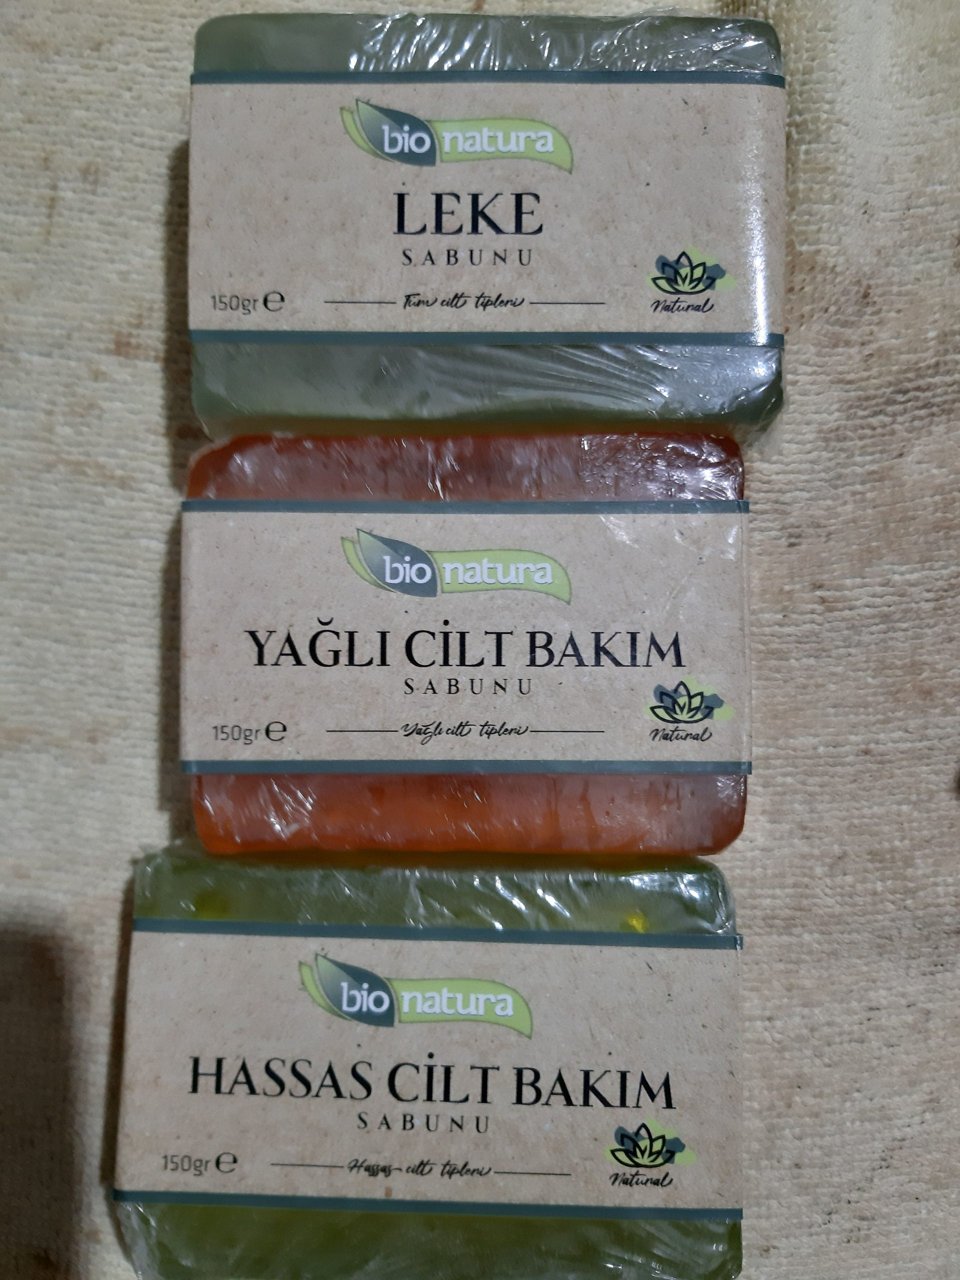 bio natura
LEKE
SABUNU
150gr ℮
Tüm cilt tipleri
Natural
bio natura
YAĞLI CİLT BAKIM
SABUNU
150gr ℮
Yağlı cilt tipleri
Natural
bio natura
HASSAS CİLT BAKIM
SABUNU
150gr ℮
Hassas cilt tipleri
Natural